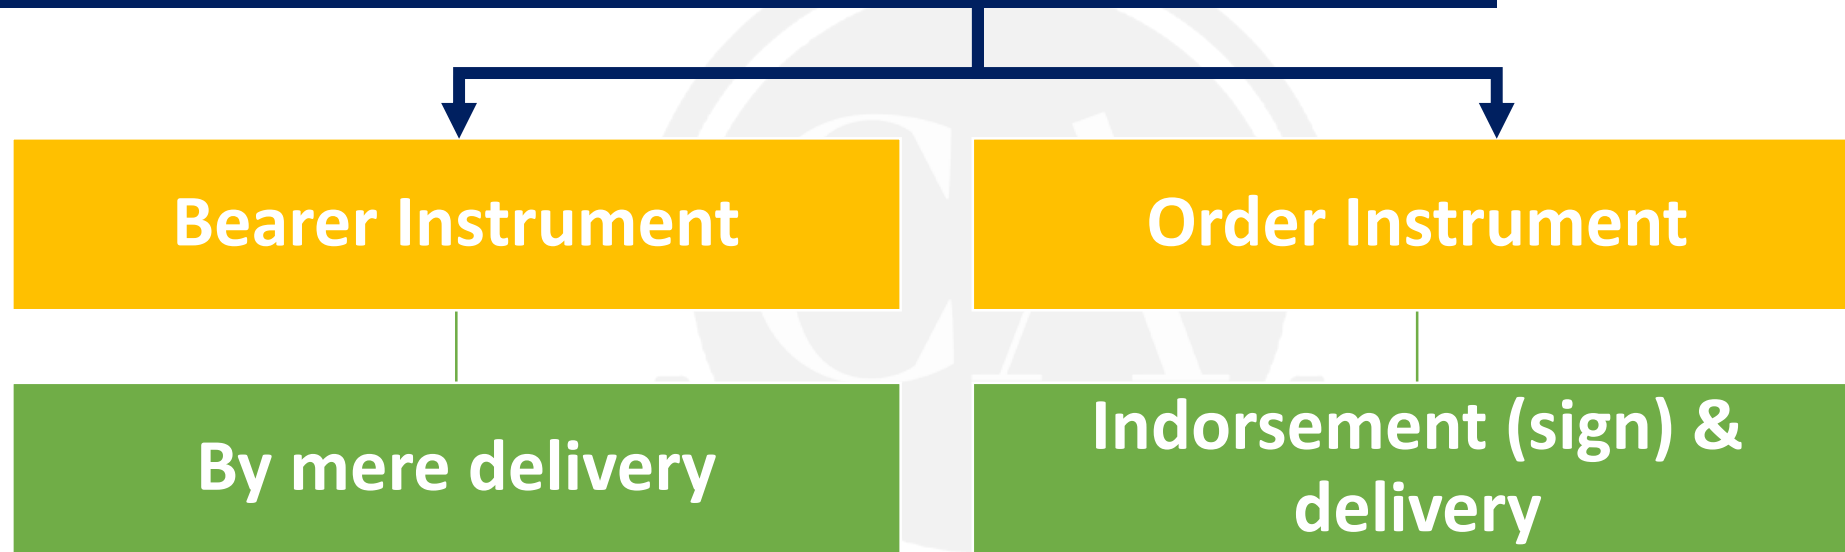 Bearer Instrument
Order Instrument
By mere delivery
Indorsement (sign) &
delivery